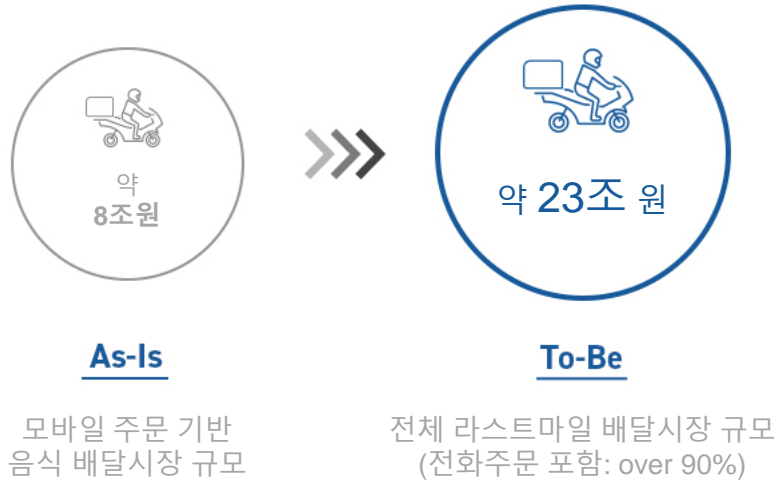 약
8조원
약 23조 원
As-Is
To-Be
모바일 주문 기반
음식 배달시장 규모
전체 라스트마일 배달시장 규모
(전화주문 포함: over 90%)